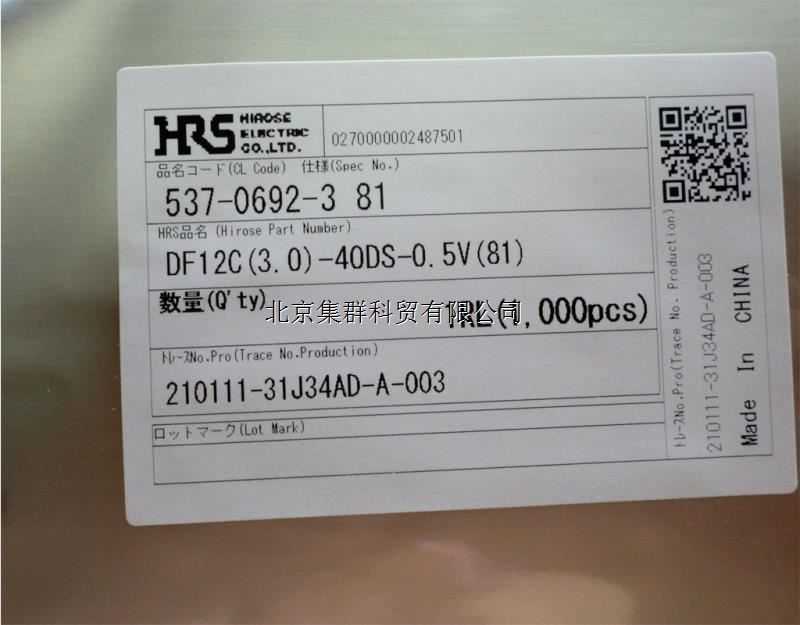 HRS HIROSE
ELECTRIC
CO.,LTD.
0270000002487501
品名コード(CL Code) 仕様(Spec No.)
537-0692-3 81
HRS品名 (Hirose Part Number)
DF12C(3.0)-40DS-0.5V(81)
数量(Q'ty)
北京集群科贸有限公司
1RL(1,000pcs)
トレースNo.Pro(Trace No.Production)
210111-31J34AD-A-003
ロットマーク(Lot Mark)
トレースNo.Pro(Trace No. Production)
210111-31J34AD-A-003
Made In CHINA